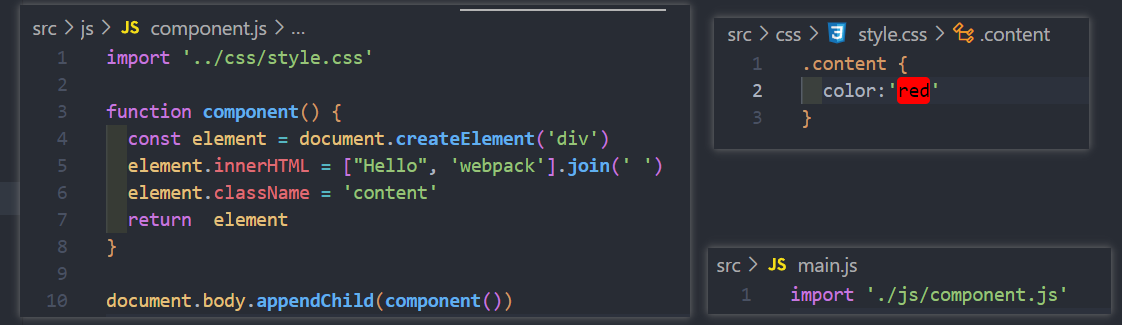 src > js > JS component.js > ...
1 import '../css/style.css'
2
3 function component() {
4 const element = document.createElement('div')
5 element.innerHTML = ["Hello", 'webpack'].join(' ')
6 element.className = 'content'
7 return  element
8 }
9
10 document.body.appendChild(component())
src > css > style.css > .content
1 .content {
2 color:'red'
3 }
src > JS main.js
1 import './js/component.js'